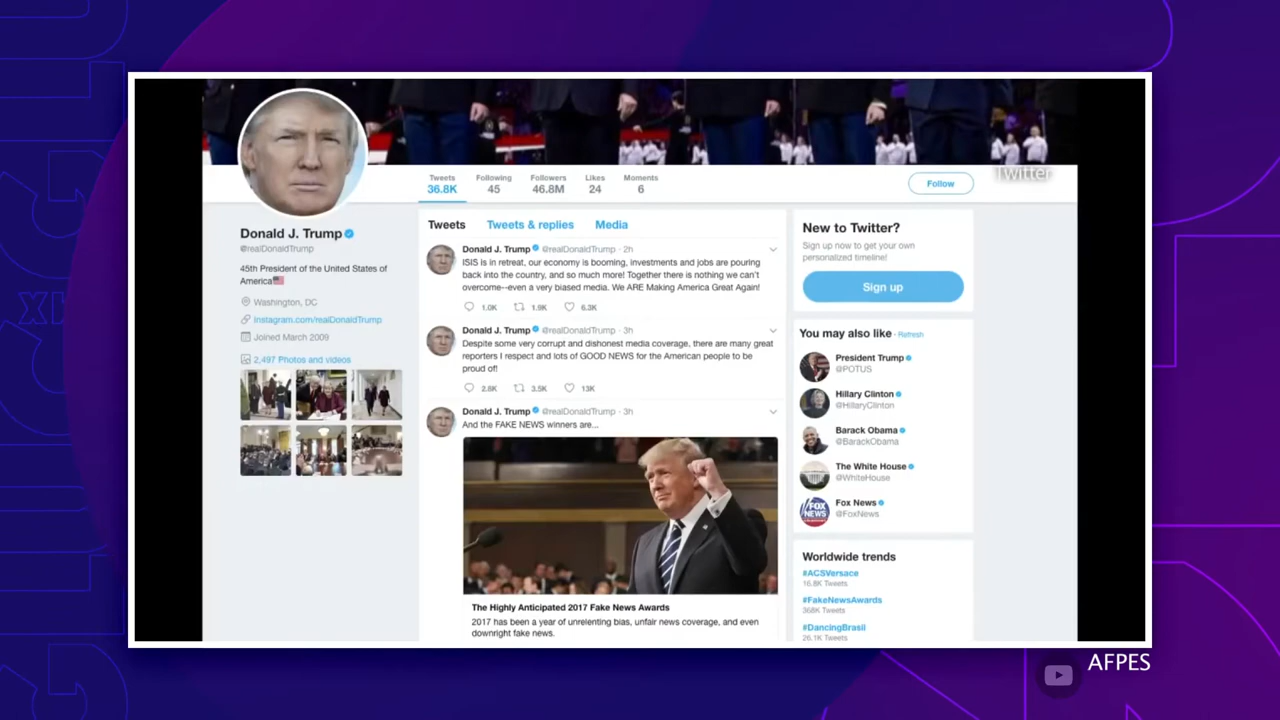 Twitter
Tweets
36.8K
Following
45
Followers
46.8M
Likes
24
Moments
6
Follow
Donald J. Trump
@realDonaldTrump
45th President of the United States of
America
Washington, DC
Instagram.com/realDonaldTrump
Joined March 2009
2,497 Photos and videos
Tweets Tweets & replies Media
Donald J. Trump @realDonaldTrump · 2h
ISIS is in retreat, our economy is booming, investments and jobs are pouring
back into the country, and so much more! Together there is nothing we can't
overcome--even a very biased media. We ARE Making America Great Again!
1.0K 1.9K 6.3K
Donald J. Trump @realDonaldTrump · 3h
Despite some very corrupt and dishonest media coverage, there are many great
reporters I respect and lots of GOOD NEWS for the American people to be
proud of!
2.8K 3.5K 13K
Donald J. Trump @realDonaldTrump · 3h
And the FAKE NEWS winners are...
The Highly Anticipated 2017 Fake News Awards
2017 has been a year of unrelenting bias, unfair news coverage, and even
downright fake news.
New to Twitter?
Sign up now to get your own
personalized timeline!
Sign up
You may also like · Refresh
President Trump
@POTUS
Hillary Clinton
@HillaryClinton
Barack Obama
@BarackObama
The White House
@WhiteHouse
FOX
NEWS
Fox News
@FoxNews
Worldwide trends
#ACSVersace
16.8K Tweets
#FakeNewsAwards
368K Tweets
#DancingBrasil
26.1K Tweets
AFPES